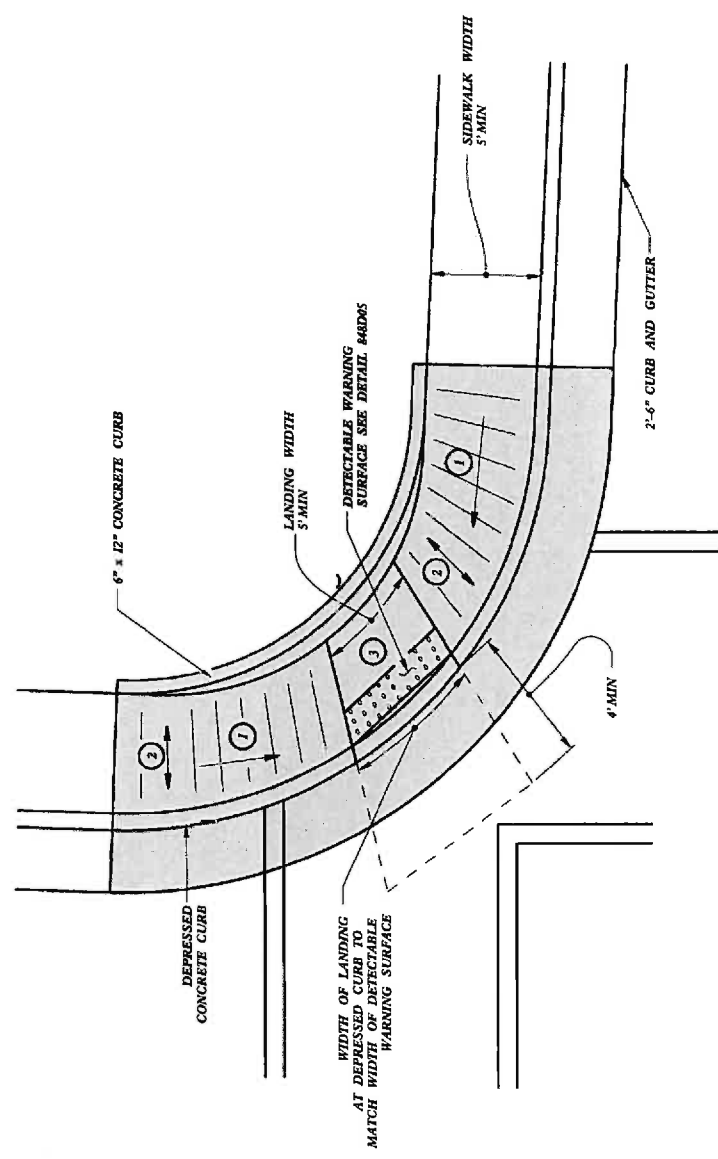 6" x 12" CONCRETE CURB
LANDING WIDTH
5' MIN
DETECTABLE WARNING
SURFACE SEE DETAIL 848D05
SIDEWALK WIDTH
5' MIN
2
1
3
2
1
DEPRESSED
CONCRETE CURB
WIDTH OF LANDING
AT DEPRESSED CURB TO
MATCH WIDTH OF DETECTABLE
WARNING SURFACE
4' MIN
2'-6" CURB AND GUTTER